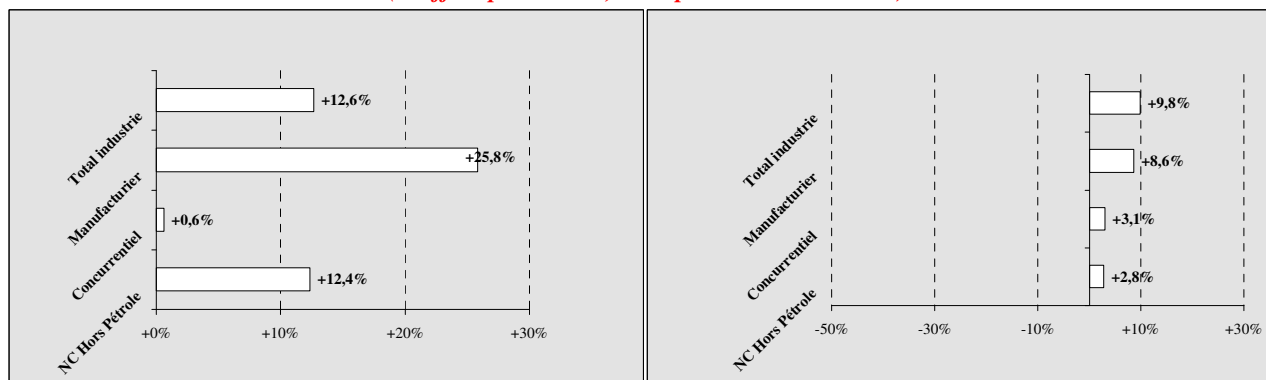 +12,6%
Total industrie
+25,8%
Manufacturier
+0,6%
Concurrentiel
+12,4%
NC Hors Pétrole
+0%
+10%
+20%
+30%
+9,8%
Total industrie
+8,6%
Manufacturier
+3,1%
Concurrentiel
+2,8%
NC Hors Pétrole
-50%
-30%
-10%
+10%
+30%